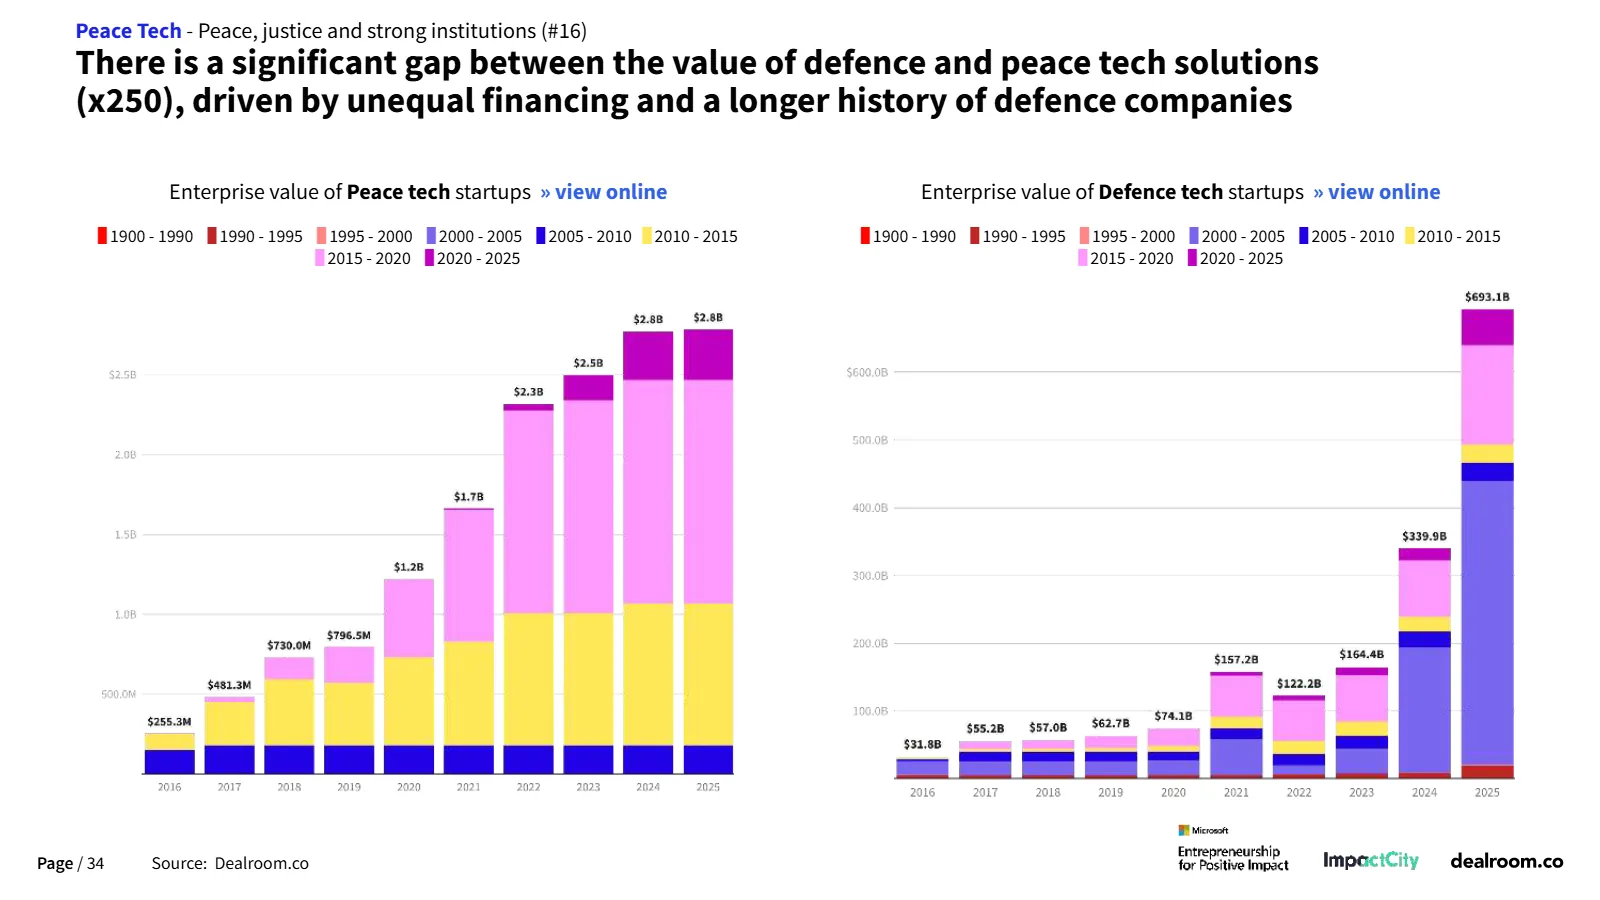 Peace Tech - Peace, justice and strong institutions (#16)
There is a significant gap between the value of defence and peace tech solutions
(x250), driven by unequal financing and a longer history of defence companies
Enterprise value of Peace tech startups » view online
1900 - 1990 1990 - 1995 1995 - 2000 2000 - 2005 2005 - 2010 2010 - 2015
2015 - 2020 2020 - 2025
$2.8B $2.8B
$2.5B
$2.5B
$2.3B
2.0B
$1.7B
1.5B
$1.2B
1.0B
$796.5M
$730.0M
$481.3M
500.0M
$255.3M
2016 2017 2018 2019 2020 2021 2022 2023 2024 2025
Enterprise value of Defence tech startups » view online
1900 - 1990 1990 - 1995 1995 - 2000 2000 - 2005 2005 - 2010 2010 - 2015
2015 - 2020 2020 - 2025
$693.1B
$600.0B
500.0B
400.0B
$339.9B
300.0B
200.0B
$164.4B
$157.2B
$122.2B
100.0B
$74.1B
$62.7B
$57.0B
$55.2B
$31.8B
2016 2017 2018 2019 2020 2021 2022 2023 2024 2025
Page / 34 Source: Dealroom.co
Microsoft
Entrepreneurship
for Positive Impact
ImpactCity
dealroom.co